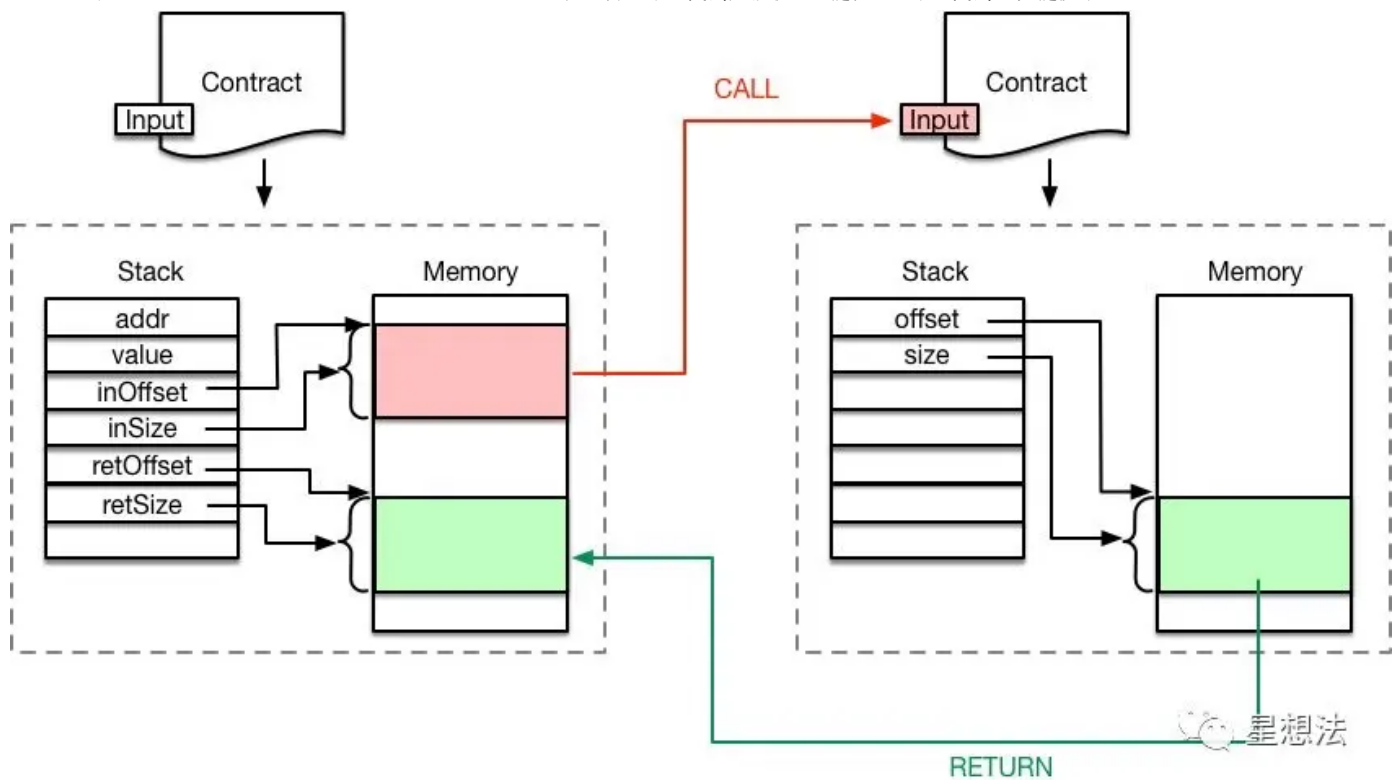 Contract
Input
CALL
Contract
Input
Stack
Memory
addr
value
inOffset
inSize
retOffset
retSize
Stack
Memory
offset
size
RETURN
星想法